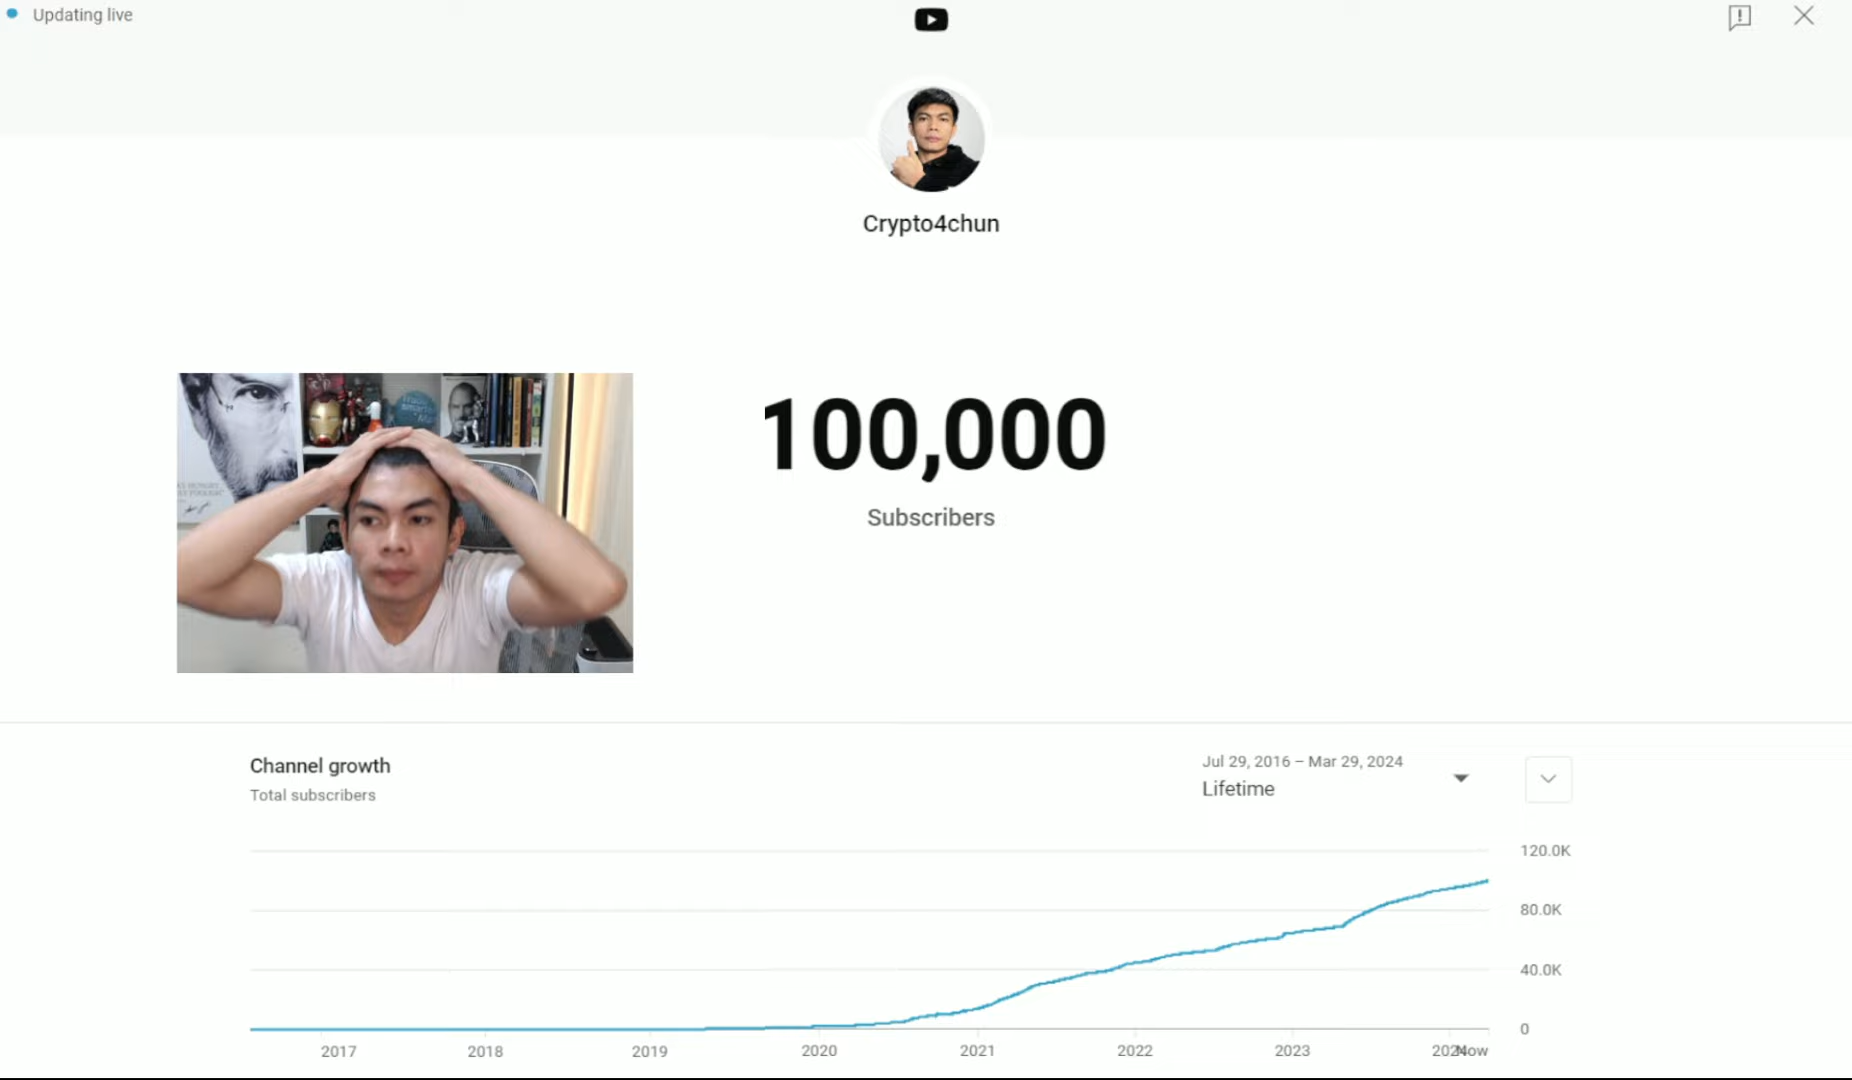 Updating live
Crypto4chun
100,000
Subscribers
Channel growth
Total subscribers
Jul 29, 2016 – Mar 29, 2024
Lifetime
120.0K
80.0K
40.0K
0
2017
2018
2019
2020
2021
2022
2023
2024
Now